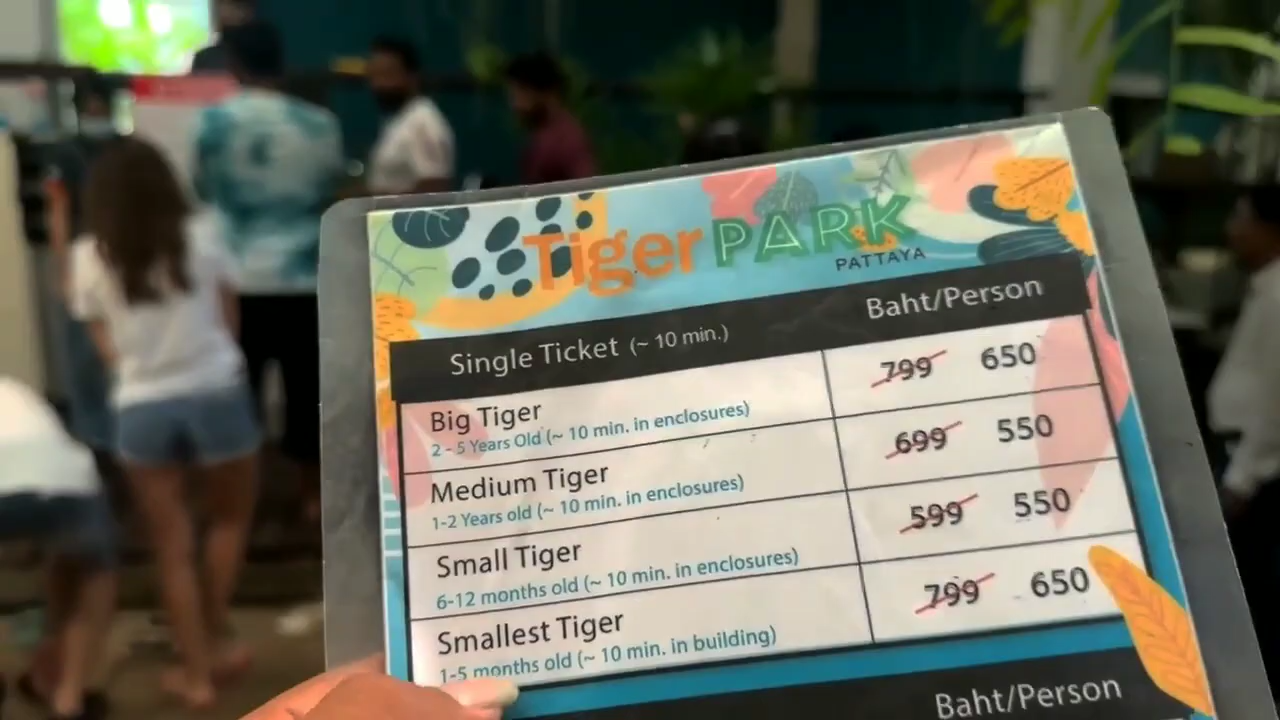 Tiger PARK
PATTAYA
Single Ticket (~ 10 min.) Baht/Person
Big Tiger 799 650
2 - 5 Years Old (~ 10 min. in enclosures)
Medium Tiger 699 550
1-2 Years old (~ 10 min. in enclosures)
Small Tiger 599 550
6-12 months old (~ 10 min. in enclosures)
Smallest Tiger 799 650
1-5 months old (~ 10 min. in building)
Baht/Person